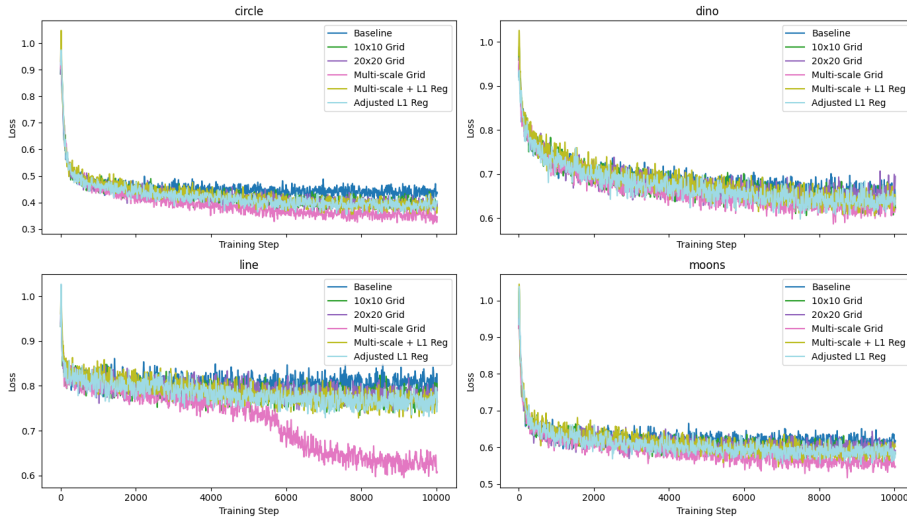 circle
1.0
0.9
0.8
0.7
0.6
0.5
0.4
0.3
Loss
Training Step
Baseline
10x10 Grid
20x20 Grid
Multi-scale Grid
Multi-scale + L1 Reg
Adjusted L1 Reg
dino
1.0
0.9
0.8
0.7
0.6
Loss
Training Step
Baseline
10x10 Grid
20x20 Grid
Multi-scale Grid
Multi-scale + L1 Reg
Adjusted L1 Reg
line
1.0
0.9
0.8
0.7
0.6
Loss
0 2000 4000 6000 8000 10000
Training Step
Baseline
10x10 Grid
20x20 Grid
Multi-scale Grid
Multi-scale + L1 Reg
Adjusted L1 Reg
moons
1.0
0.9
0.8
0.7
0.6
0.5
Loss
0 2000 4000 6000 8000 10000
Training Step
Baseline
10x10 Grid
20x20 Grid
Multi-scale Grid
Multi-scale + L1 Reg
Adjusted L1 Reg